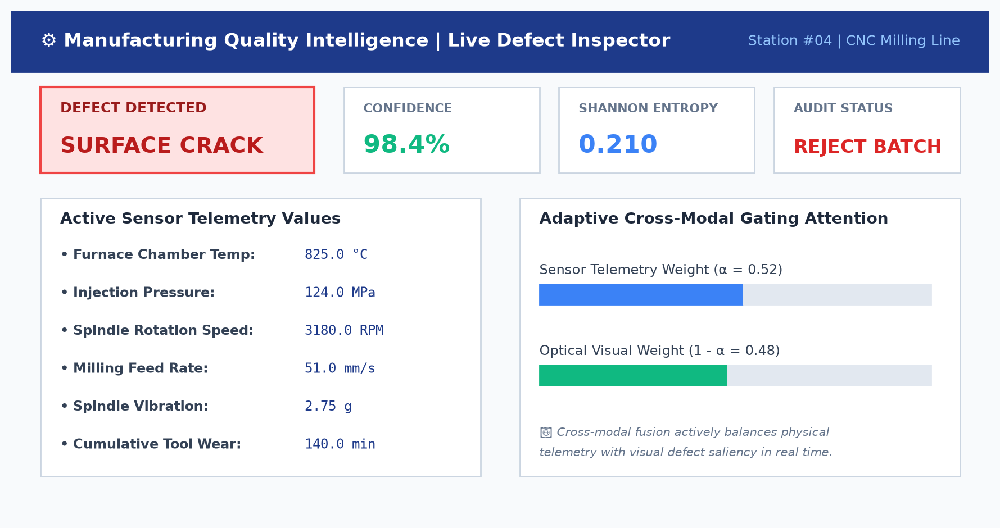 ⚙ Manufacturing Quality Intelligence | Live Defect Inspector
Station #04 | CNC Milling Line
DEFECT DETECTED
SURFACE CRACK
CONFIDENCE
98.4%
SHANNON ENTROPY
0.210
AUDIT STATUS
REJECT BATCH
Active Sensor Telemetry Values
• Furnace Chamber Temp: 825.0 °C
• Injection Pressure: 124.0 MPa
• Spindle Rotation Speed: 3180.0 RPM
• Milling Feed Rate: 51.0 mm/s
• Spindle Vibration: 2.75 g
• Cumulative Tool Wear: 140.0 min
Adaptive Cross-Modal Gating Attention
Sensor Telemetry Weight (α = 0.52)
Optical Visual Weight (1 - α = 0.48)
Cross-modal fusion actively balances physical
telemetry with visual defect saliency in real time.